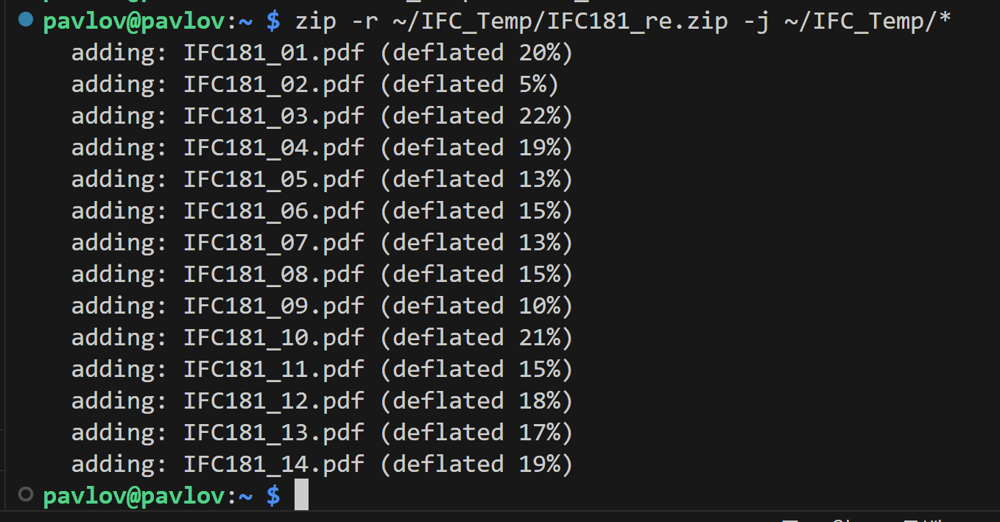 pavlov@pavlov:~ $ zip -r ~/IFC_Temp/IFC181_re.zip -j ~/IFC_Temp/*
adding: IFC181_01.pdf (deflated 20%)
adding: IFC181_02.pdf (deflated 5%)
adding: IFC181_03.pdf (deflated 22%)
adding: IFC181_04.pdf (deflated 19%)
adding: IFC181_05.pdf (deflated 13%)
adding: IFC181_06.pdf (deflated 15%)
adding: IFC181_07.pdf (deflated 13%)
adding: IFC181_08.pdf (deflated 15%)
adding: IFC181_09.pdf (deflated 10%)
adding: IFC181_10.pdf (deflated 21%)
adding: IFC181_11.pdf (deflated 15%)
adding: IFC181_12.pdf (deflated 18%)
adding: IFC181_13.pdf (deflated 17%)
adding: IFC181_14.pdf (deflated 19%)
pavlov@pavlov:~ $